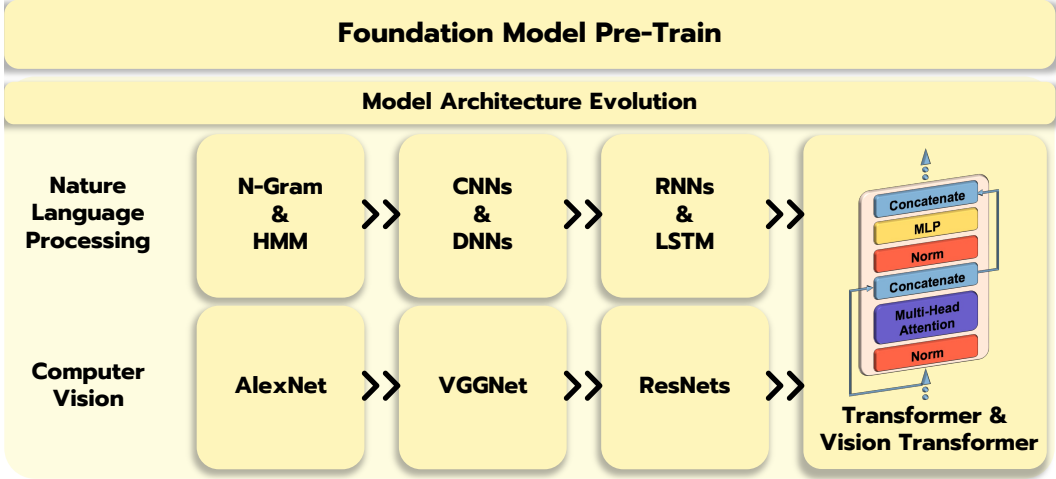 Foundation Model Pre-Train
Model Architecture Evolution
Nature
Language
Processing
N-Gram
&
HMM
CNNs
&
DNNs
RNNs
&
LSTM
Concatenate
MLP
Norm
Concatenate
Multi-Head
Attention
Norm
Computer
Vision
AlexNet
VGGNet
ResNets
Transformer &
Vision Transformer